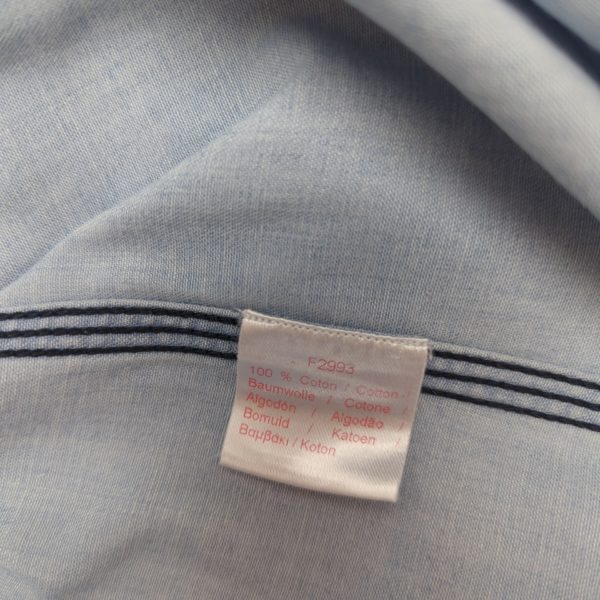 F2993
100 % Coton / Cotton
Baumwolle / Cotone /
Algodón / Algodão /
Bomuld / Katoen /
Βαμβάκι / Koton